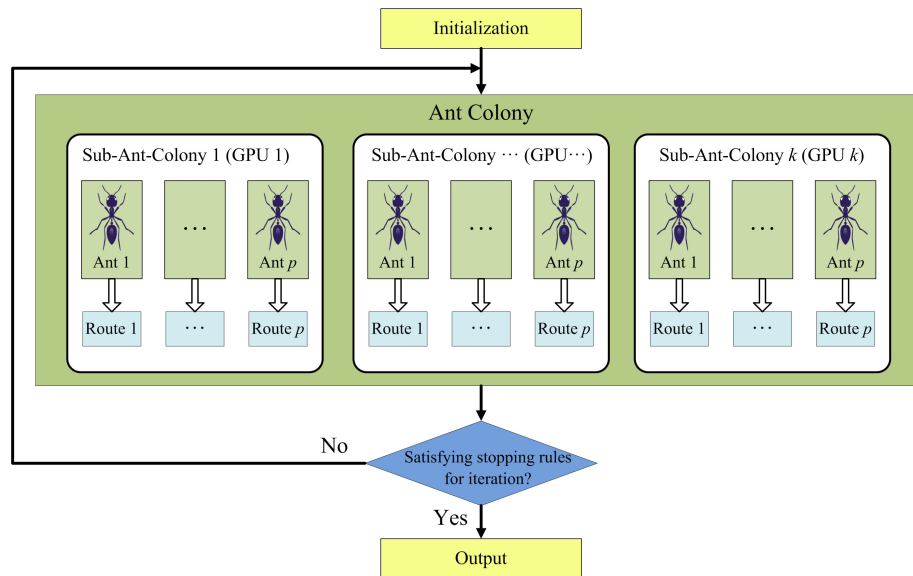 Initialization
Ant Colony
Sub-Ant-Colony 1 (GPU 1)
Ant 1
⋯
Ant p
Route 1
⋯
Route p
Sub-Ant-Colony ⋯ (GPU⋯)
Ant 1
⋯
Ant p
Route 1
⋯
Route p
Sub-Ant-Colony k (GPU k)
Ant 1
⋯
Ant p
Route 1
⋯
Route p
No
Satisfying stopping rules
for iteration?
Yes
Output